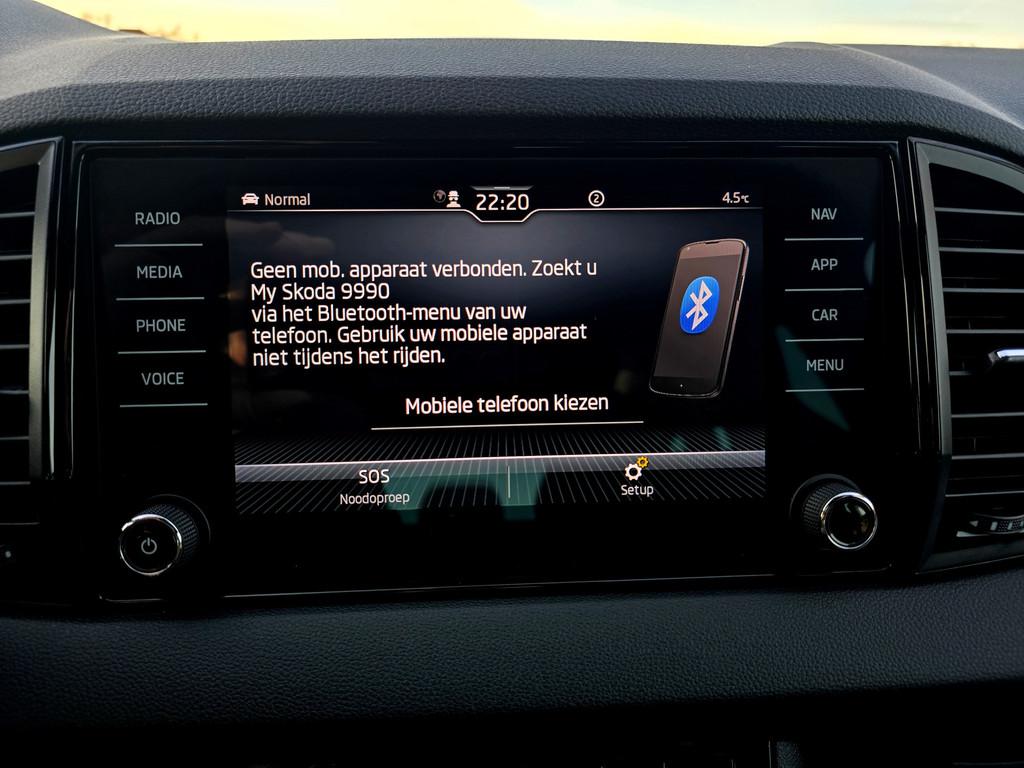 Normal
22:20
2
4.5°C
RADIO
MEDIA
PHONE
VOICE
Geen mob. apparaat verbonden. Zoekt u
My Skoda 9990
via het Bluetooth-menu van uw
telefoon. Gebruik uw mobiele apparaat
niet tijdens het rijden.
Mobiele telefoon kiezen
SOS
Noodoproep
Setup
NAV
APP
CAR
MENU